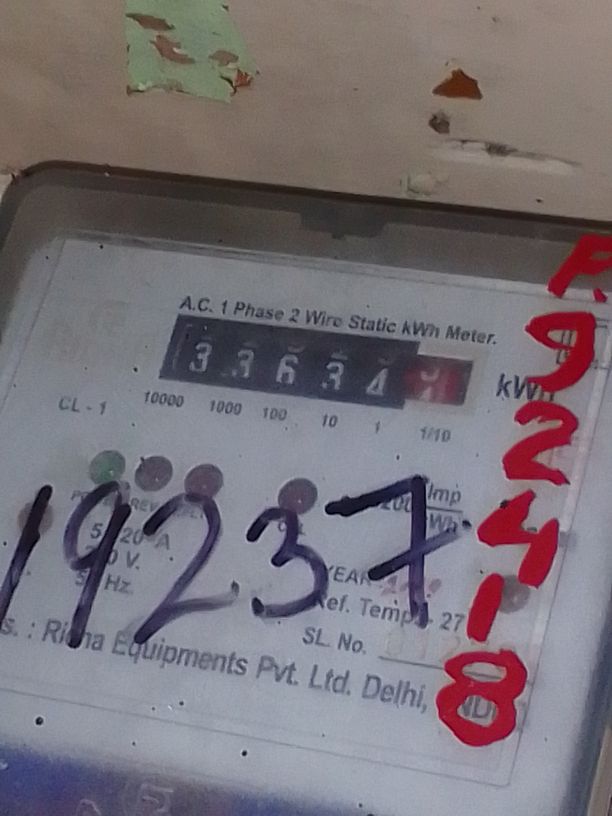 A.C. 1 Phase 2 Wire Static kWh Meter.
3 3 6 3 4
kWh
10000 1000 100 10 1 1/10
CL - 1
Imp
19237
A
V.
Hz.
YEAR
Ref. Temp. - 27
SL. No.
Equipments Pvt. Ltd. Delhi,
P.
9
2
4
1
8